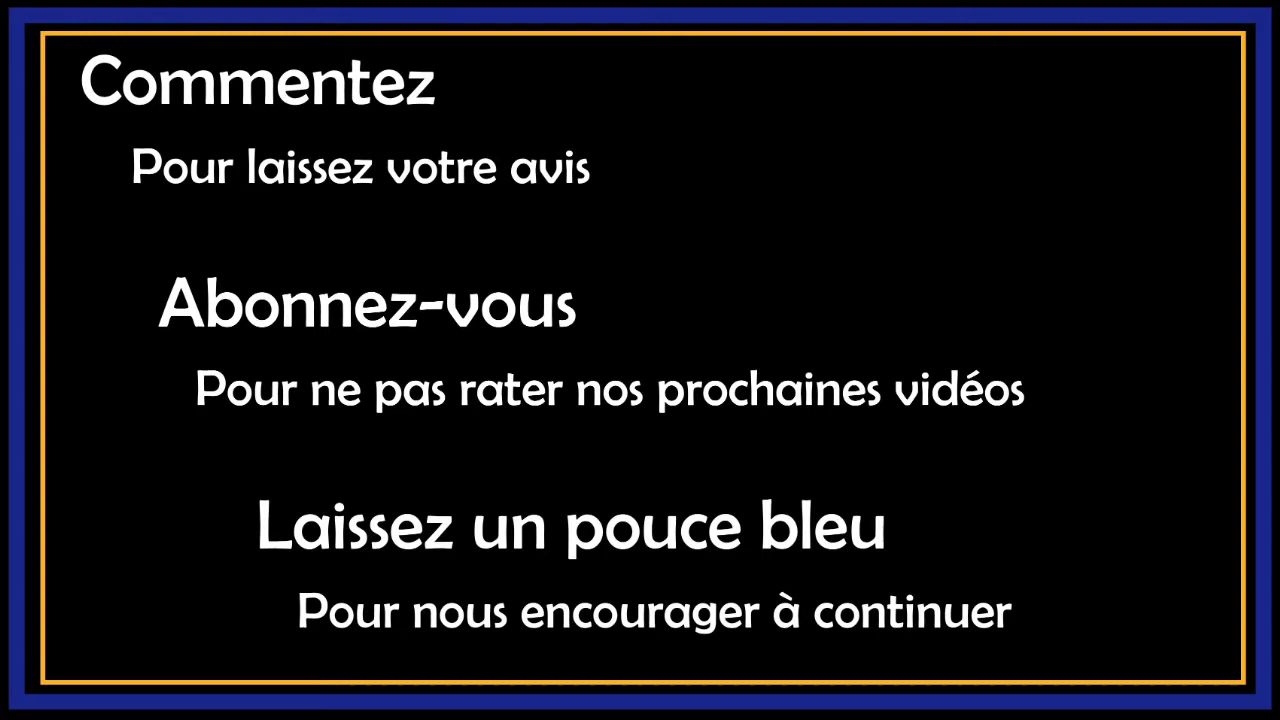 Commentez
Pour laissez votre avis
Abonnez-vous
Pour ne pas rater nos prochaines vidéos
Laissez un pouce bleu
Pour nous encourager à continuer